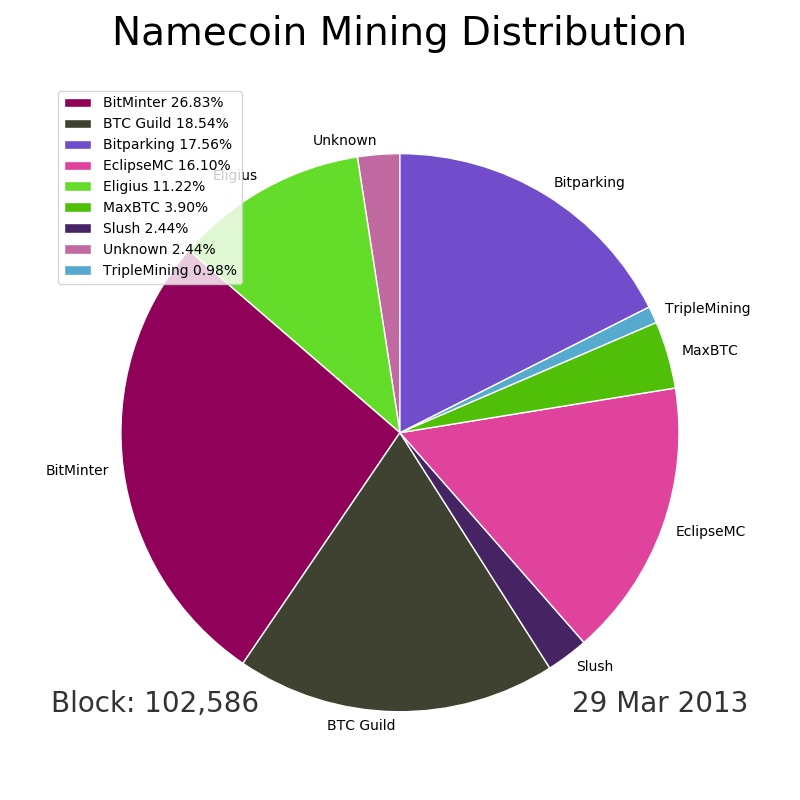 Namecoin Mining Distribution
BitMinter 26.83%
BTC Guild 18.54%
Bitparking 17.56%
EclipseMC 16.10%
Eligius 11.22%
MaxBTC 3.90%
Slush 2.44%
Unknown 2.44%
TripleMining 0.98%
Unknown
Eligius
Bitparking
TripleMining
MaxBTC
BitMinter
EclipseMC
Slush
BTC Guild
Block: 102,586
29 Mar 2013